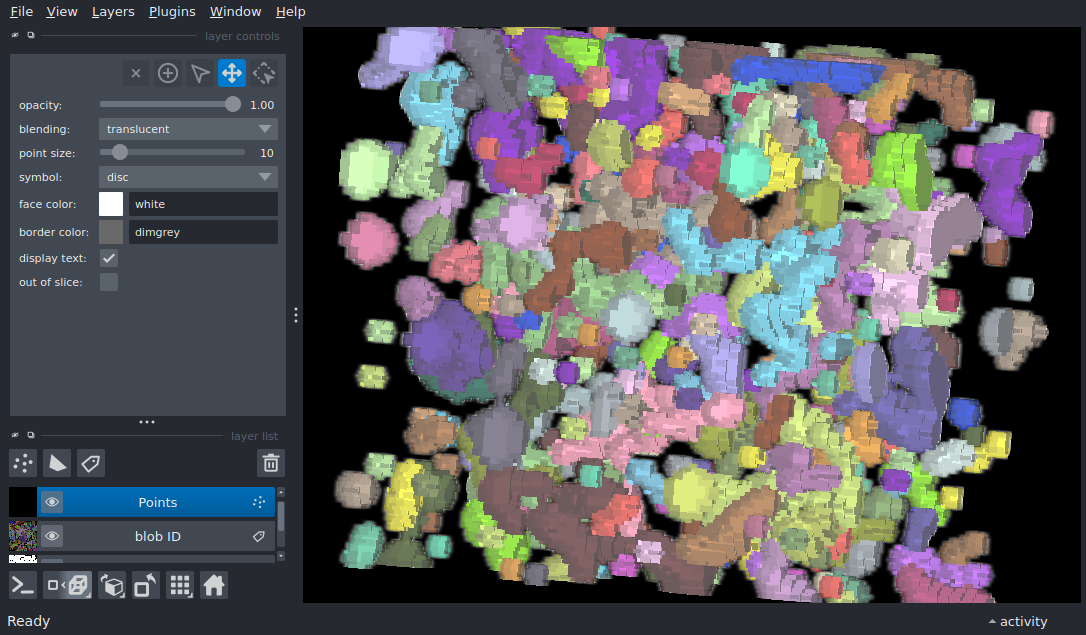 File View Layers Plugins Window Help
layer controls
opacity: 1.00
blending: translucent
point size: 10
symbol: disc
face color: white
border color: dimgrey
display text:
out of slice:
layer list
Points
blob ID
Ready
activity